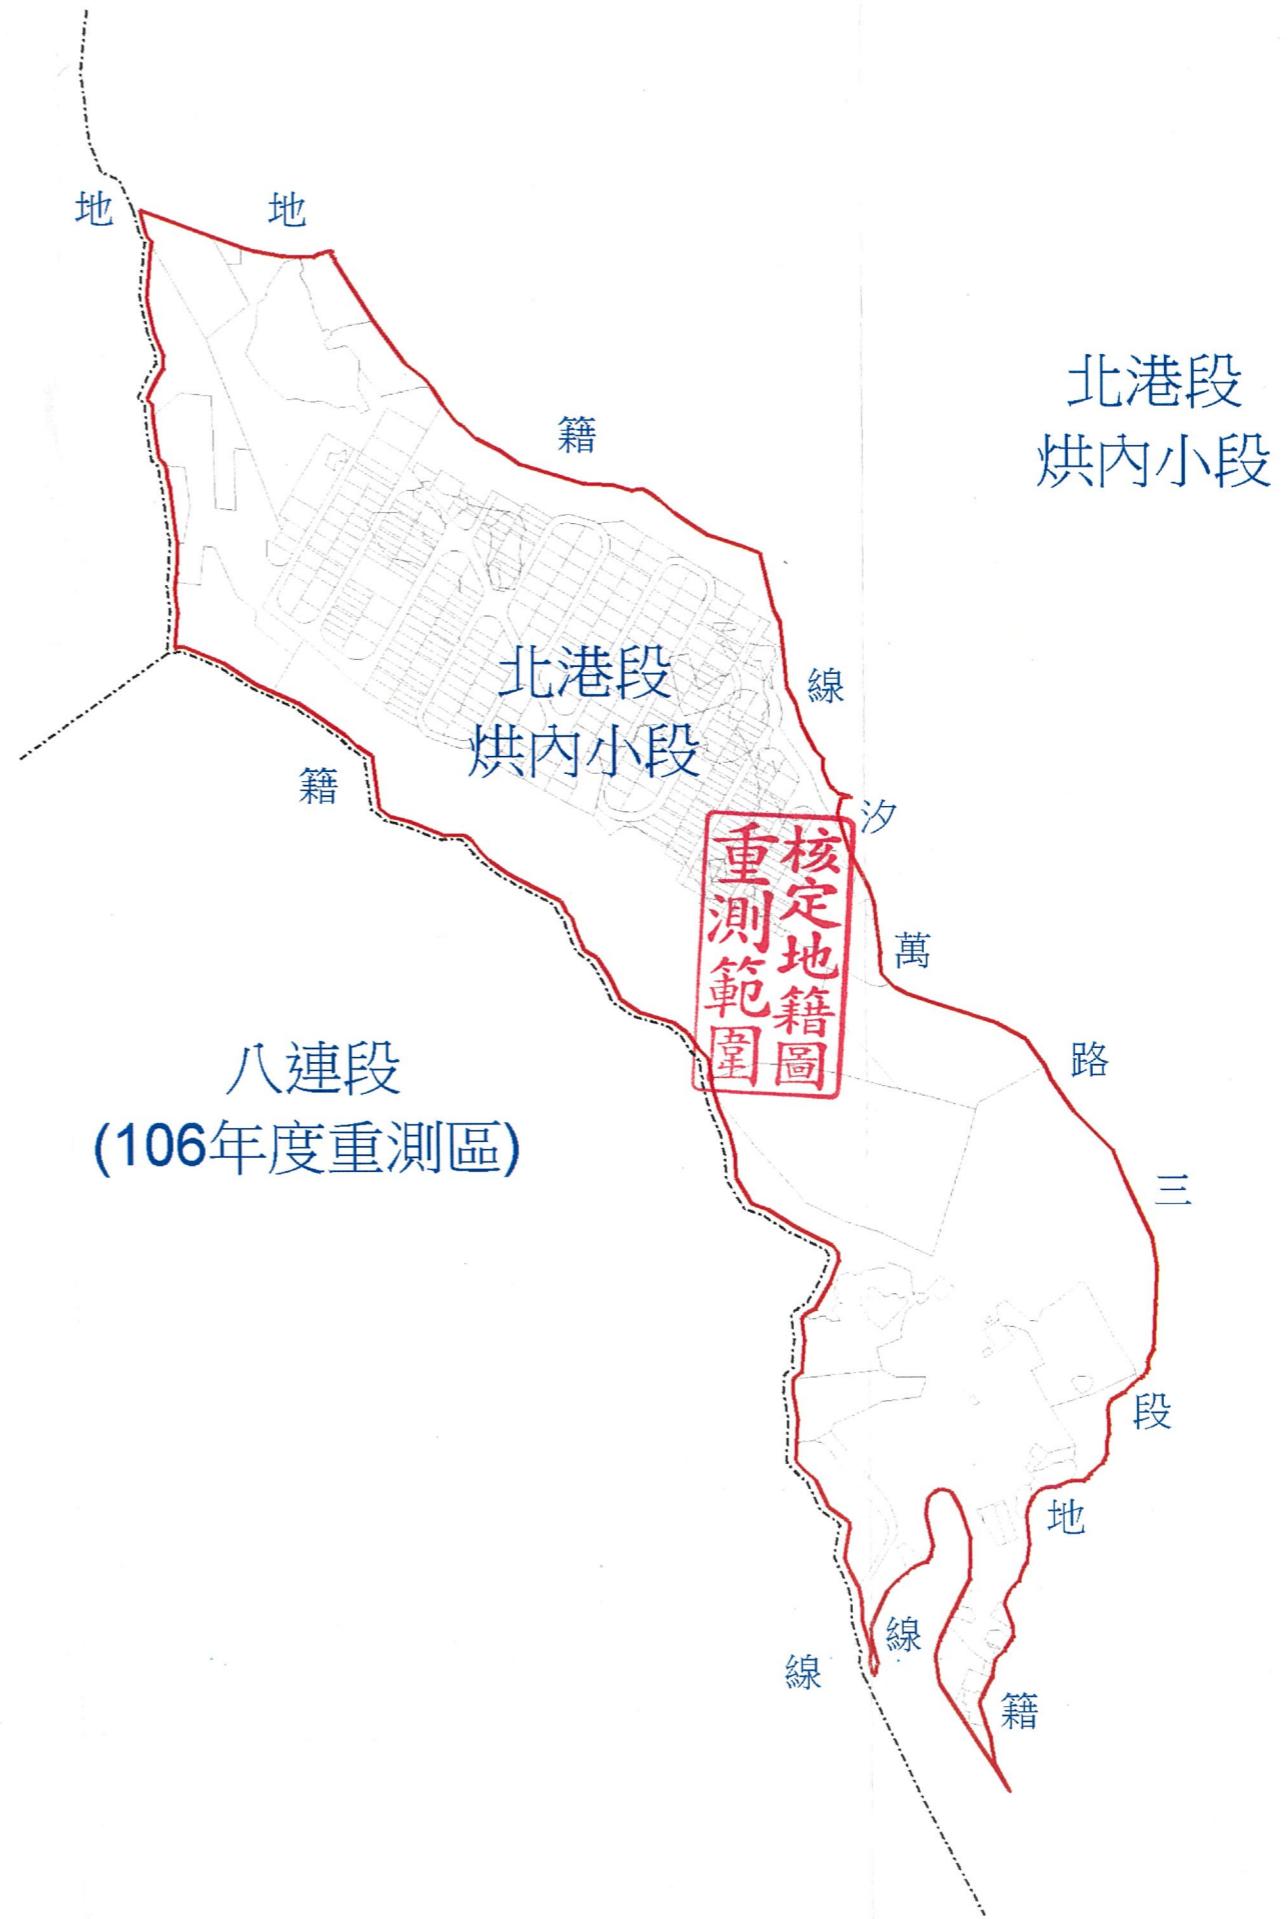 地籍線
地籍線
汐萬路三段地籍線
北港段
烘內小段
北港段
烘內小段
核定地籍圖
重測範圍
八連段
(106年度重測區)